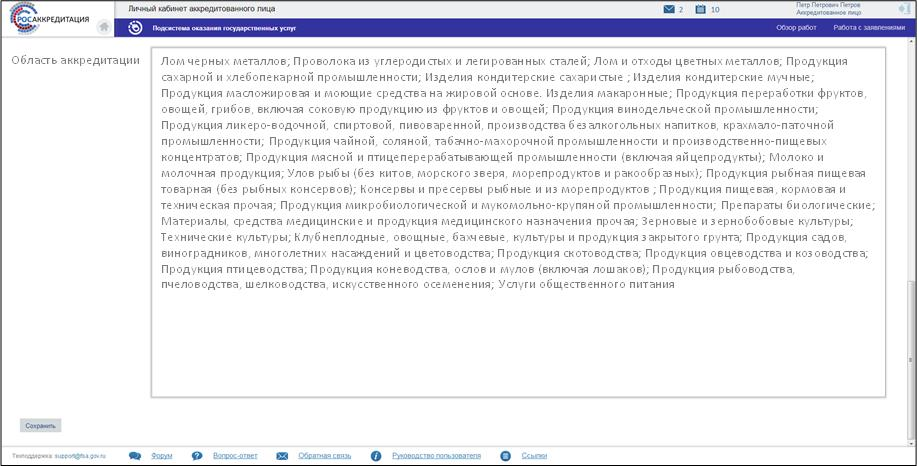 РОСАККРЕДИТАЦИЯ
Личный кабинет аккредитованного лица
2
10
Петр Петрович Петров
Аккредитованное лицо
Подсистема оказания государственных услуг
Обзор работ
Работа с заявлениями
Область аккредитации
Лом черных металлов; Проволока из углеродистых и легированных сталей; Лом и отходы цветных металлов; Продукция
сахарной и хлебопекарной промышленности; Изделия кондитерские сахаристые ; Изделия кондитерские мучные;
Продукция масложировая и моющие средства на жировой основе. Изделия макаронные; Продукция переработки фруктов,
овощей, грибов, включая соковую продукцию из фруктов и овощей; Продукция винодельческой промышленности;
Продукция ликеро-водочной, спиртовой, пивоваренной, производства безалкогольных напитков, крахмало-паточной
промышленности; Продукция чайной, соляной, табачно-махорочной промышленности и производственно-пищевых
концентратов; Продукция мясной и птицеперерабатывающей промышленности (включая яйцепродукты); Молоко и
молочная продукция; Улов рыбы (без китов, морского зверя, морепродуктов и ракообразных); Продукция рыбная пищевая
товарная (без рыбных консервов); Консервы и пресервы рыбные и из морепродуктов ; Продукция пищевая, кормовая и
техническая прочая; Продукция микробиологической и мукомольно-крупяной промышленности; Препараты биологические;
Материалы, средства медицинские и продукция медицинского назначения прочая; Зерновые и зернобобовые культуры;
Технические культуры; Клубнеплодные, овощные, бахчевые, культуры и продукция закрытого грунта; Продукция садов,
виноградников, многолетних насаждений и цветоводства; Продукция скотоводства; Продукция овцеводства и козоводства;
Продукция птицеводства; Продукция коневодства, ослов и мулов (включая лошаков); Продукция рыбоводства,
пчеловодства, шелководства, искусственного осеменения; Услуги общественного питания
Сохранить
Техподдержка: support@fsa.gov.ru
Форум
Вопрос-ответ
Обратная связь
Руководство пользователя
Ссылки